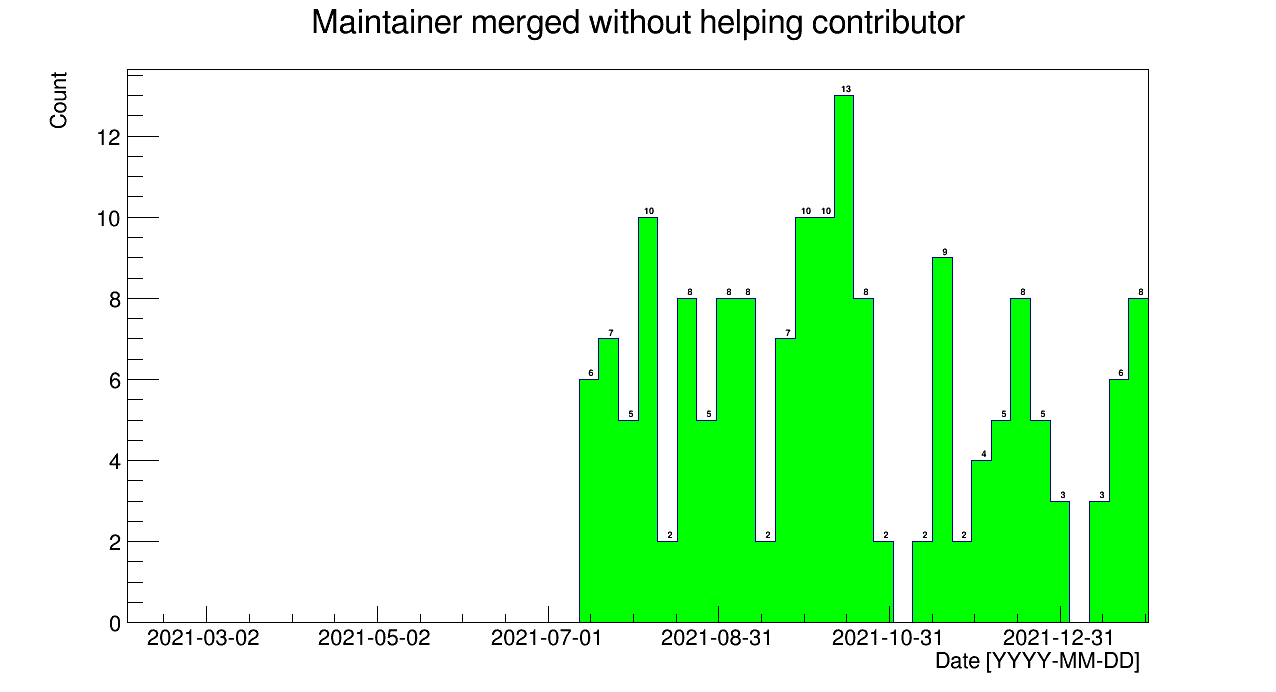 Maintainer merged without helping contributor
Count
13
12
10 10 10
10
9
8 8 8 8 8 8
8
7 7
6 6
6
5 5 5 5
4
4
3 3
2 2 2 2 2
2
0
2021-03-02 2021-05-02 2021-07-01 2021-08-31 2021-10-31 2021-12-31
Date [YYYY-MM-DD]